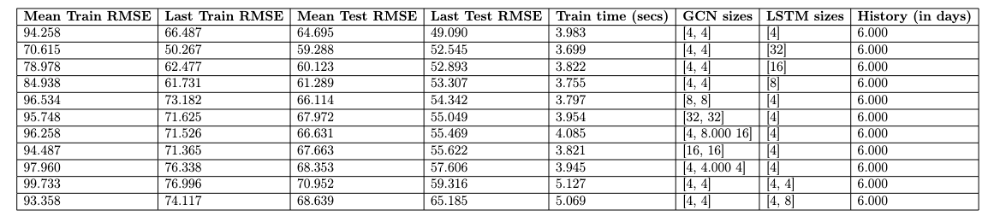 Mean Train RMSE Last Train RMSE Mean Test RMSE Last Test RMSE Train time (secs) GCN sizes LSTM sizes History (in days)
94.258 66.487 64.695 49.090 3.983 [4, 4] [4] 6.000
70.615 50.267 59.288 52.545 3.699 [4, 4] [32] 6.000
78.978 62.477 60.123 52.893 3.822 [4, 4] [16] 6.000
84.938 61.731 61.289 53.307 3.755 [4, 4] [8] 6.000
96.534 73.182 66.114 54.342 3.797 [8, 8] [4] 6.000
95.748 71.625 67.972 55.049 3.954 [32, 32] [4] 6.000
96.258 71.526 66.631 55.469 4.085 [4, 8.000 16] [4] 6.000
94.487 71.365 67.663 55.622 3.821 [16, 16] [4] 6.000
97.960 76.338 68.353 57.606 3.945 [4, 4.000 4] [4] 6.000
99.733 76.996 70.952 59.316 5.127 [4, 4] [4, 4] 6.000
93.358 74.117 68.639 65.185 5.069 [4, 4] [4, 8] 6.000